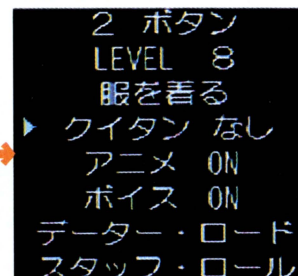 2 ボタン
LEVEL 8
服を着る
クイタン なし
アニメ ON
ボイス ON
データー・ロード
スタッフ・ロール